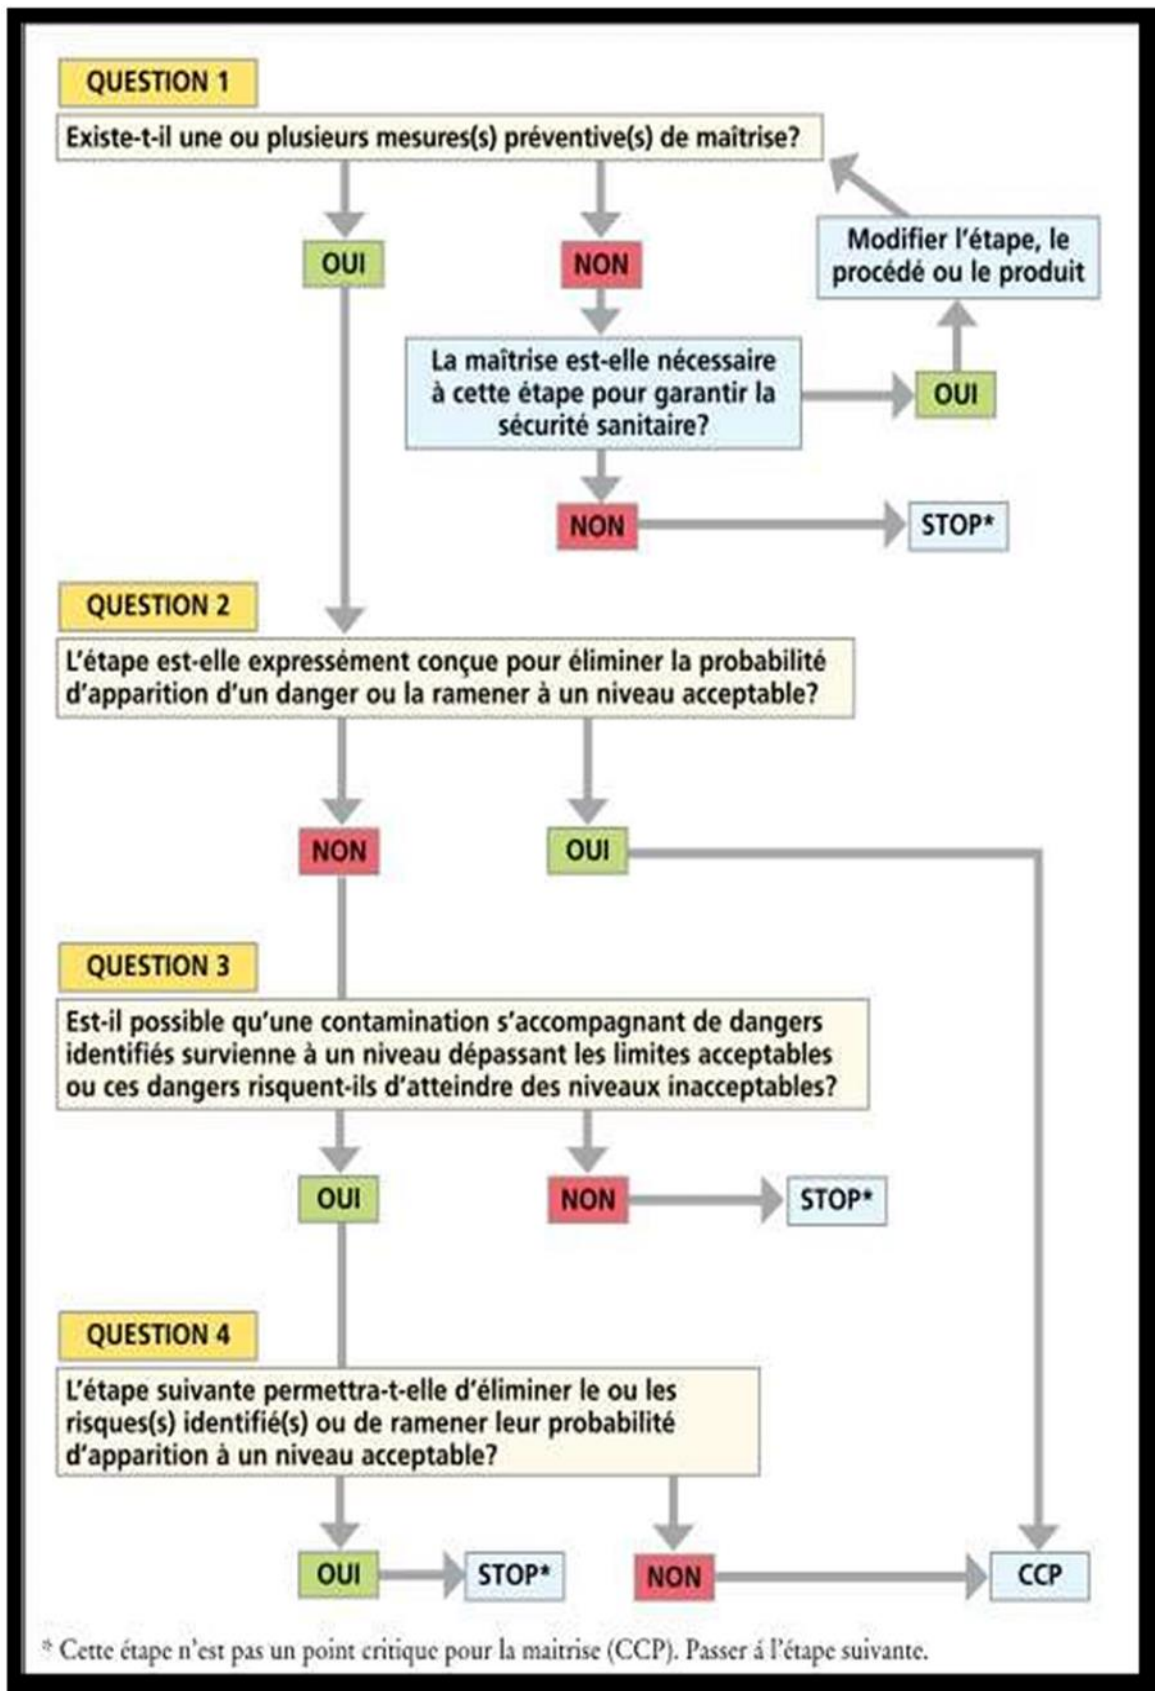 QUESTION 1
Existe-t-il une ou plusieurs mesures(s) préventive(s) de maîtrise?
OUI
NON
Modifier l'étape, le
procédé ou le produit
La maîtrise est-elle nécessaire
à cette étape pour garantir la
sécurité sanitaire?
OUI
NON
STOP*
QUESTION 2
L'étape est-elle expressément conçue pour éliminer la probabilité
d'apparition d'un danger ou la ramener à un niveau acceptable?
NON
OUI
QUESTION 3
Est-il possible qu'une contamination s'accompagnant de dangers
identifiés survienne à un niveau dépassant les limites acceptables
ou ces dangers risquent-ils d'atteindre des niveaux inacceptables?
OUI
NON
STOP*
QUESTION 4
L'étape suivante permettra-t-elle d'éliminer le ou les
risques(s) identifié(s) ou de ramener leur probabilité
d'apparition à un niveau acceptable?
OUI
STOP*
NON
CCP
* Cette étape n'est pas un point critique pour la maitrise (CCP). Passer á l'étape suivante.